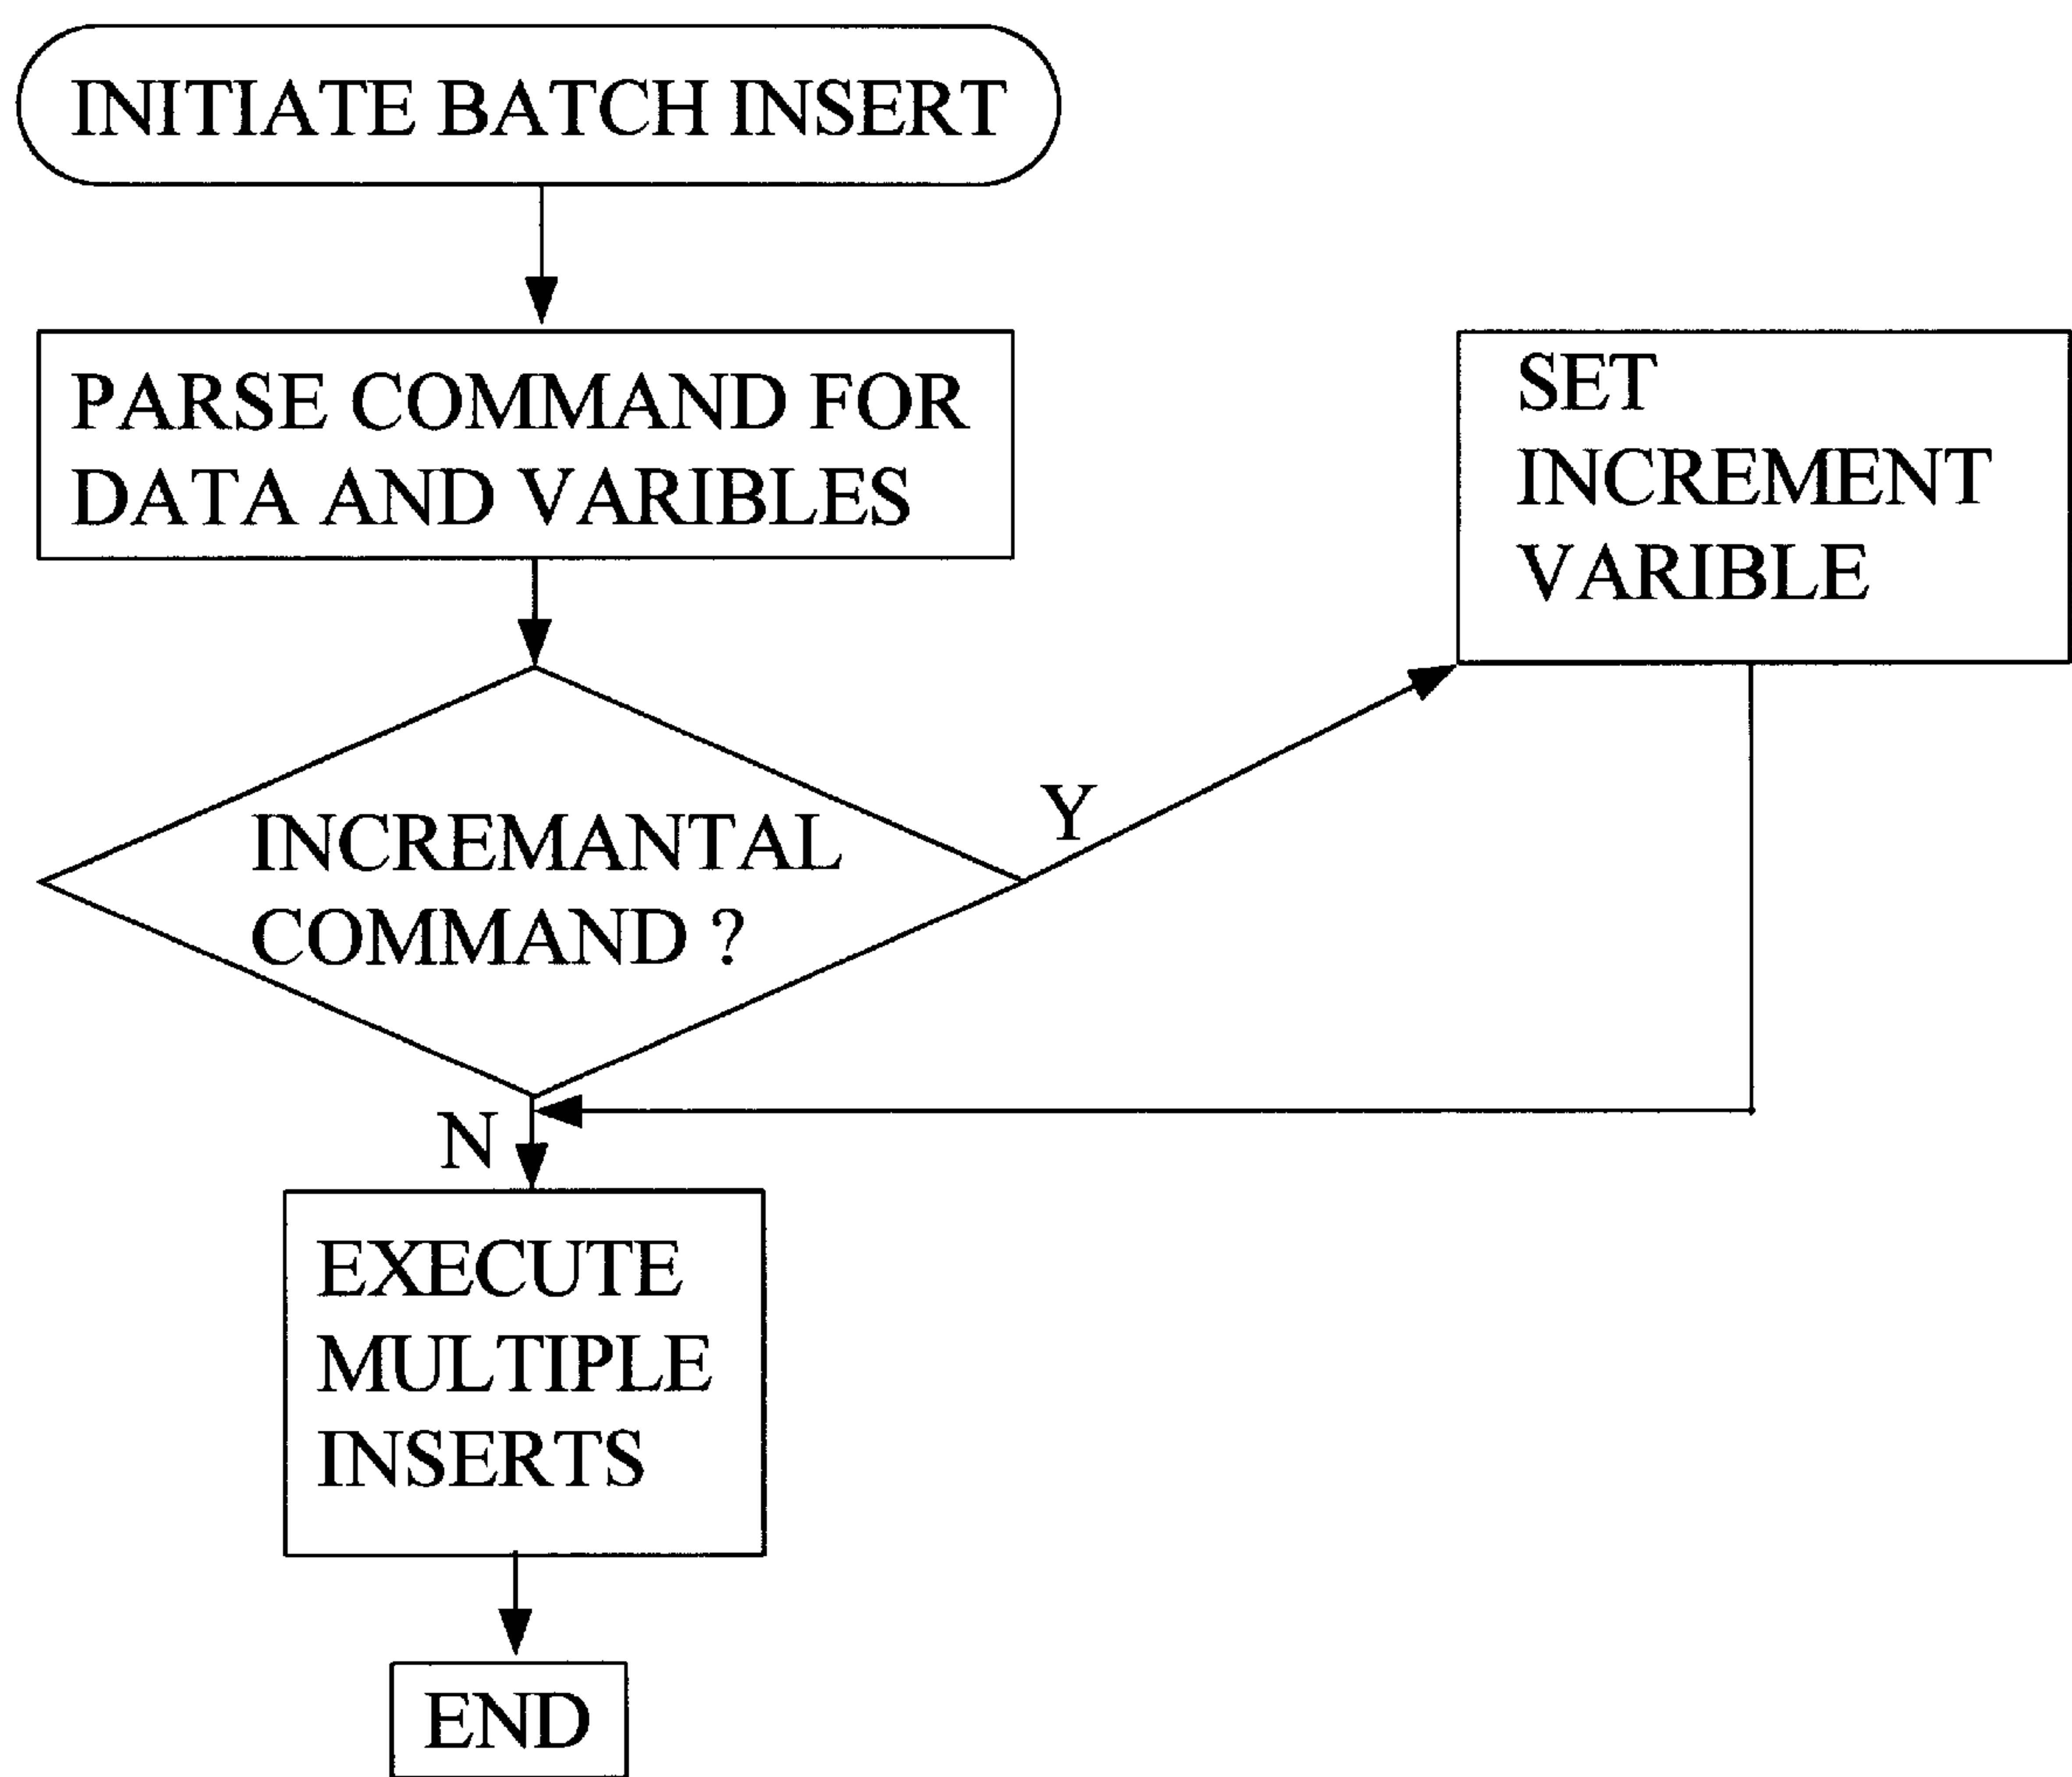 INITIATE BATCH INSERT
PARSE COMMAND FOR
DATA AND VARIBLES
SET
INCREMENT
VARIBLE
INCREMANTAL
COMMAND ?
Y
N
EXECUTE
MULTIPLE
INSERTS
END